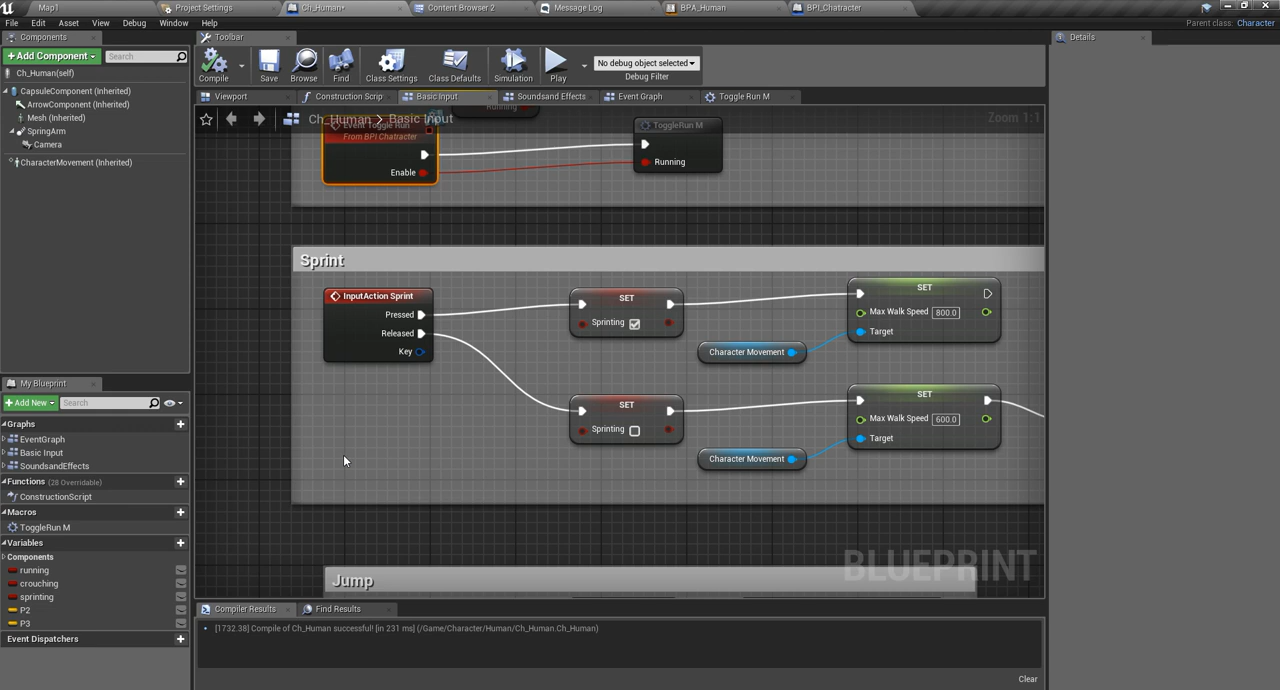 Map1
Project Settings
Ch_Human*
Content Browser 2
Message Log
BPA_Human
BPI_Chatracter
File
Edit
Asset
View
Debug
Window
Help
Parent class: Character
Components
Toolbar
Details
+ Add Component
Search
Compile
Save
Browse
Find
Class Settings
Class Defaults
Simulation
Play
No debug object selected
Debug Filter
Ch_Human(self)
CapsuleComponent (Inherited)
ArrowComponent (Inherited)
Mesh (Inherited)
SpringArm
Camera
CharacterMovement (Inherited)
Viewport
Construction Scrip
Basic Input
Soundsand Effects
Event Graph
Toggle Run M
Ch_Human > Basic Input
Zoom 1:1
Running
Event Toggle Run
From BPI Chatracter
Enable
ToggleRun M
Running
Sprint
InputAction Sprint
Pressed
Released
Key
SET
Sprinting
SET
Max Walk Speed 800.0
Target
Character Movement
SET
Sprinting
SET
Max Walk Speed 600.0
Target
Character Movement
Jump
BLUEPRINT
My Blueprint
+ Add New
Search
Graphs
EventGraph
Basic Input
SoundsandEffects
Functions (28 Overridable)
ConstructionScript
Macros
ToggleRun M
Variables
Components
running
crouching
sprinting
P2
P3
Event Dispatchers
Compiler Results
Find Results
[1732.38] Compile of Ch_Human successful! [in 231 ms] (/Game/Character/Human/Ch_Human.Ch_Human)
Clear